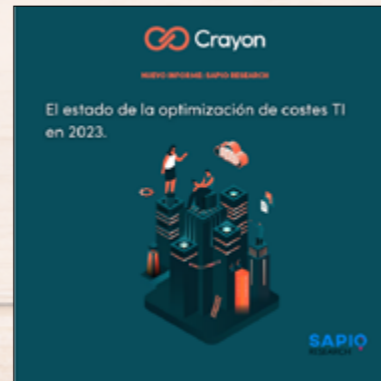 Crayon
NUEVO INFORME: SAPIO RESEARCH
El estado de la optimización de costes TI
en 2023.
SAPIO
RESEARCH